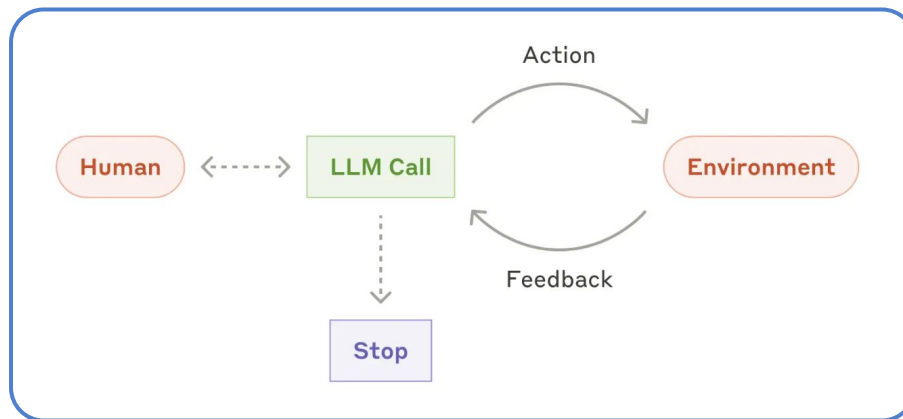 Action
Human
LLM Call
Environment
Feedback
Stop